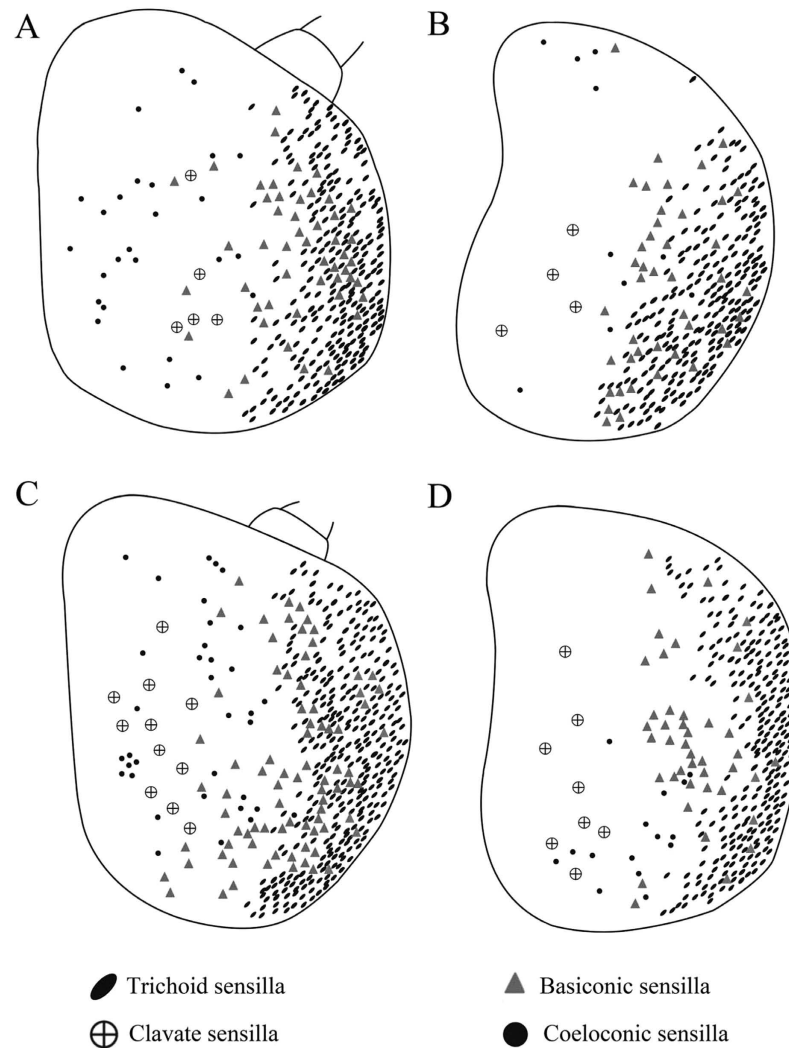 A
B
C
D
Trichoid sensilla
Basiconic sensilla
Clavate sensilla
Coeloconic sensilla